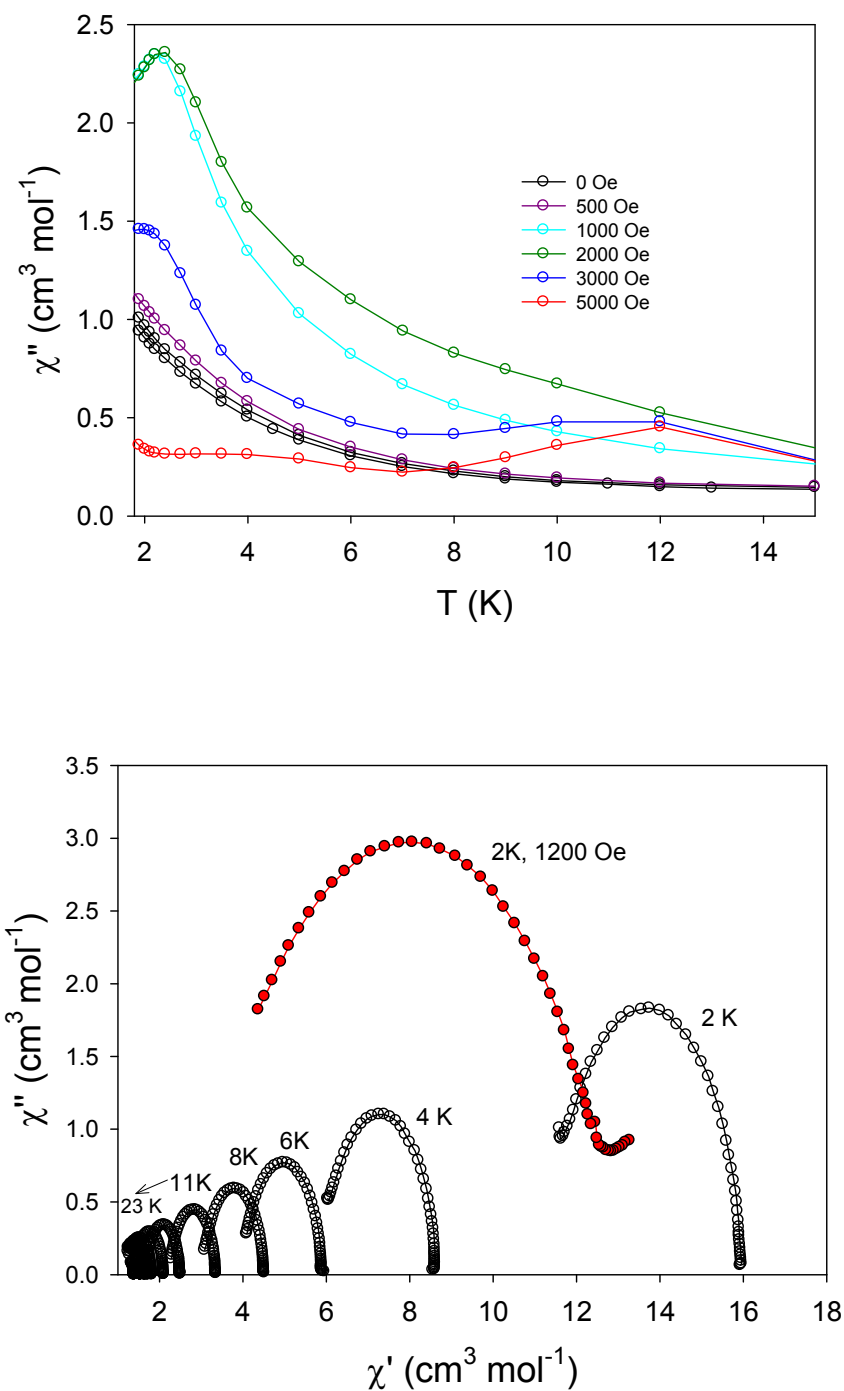 2.5
2.0
1.5
1.0
0.5
0.0
χ" (cm³ mol⁻¹)
0 Oe
500 Oe
1000 Oe
2000 Oe
3000 Oe
5000 Oe
2 4 6 8 10 12 14
T (K)
3.5
3.0
2.5
2.0
1.5
1.0
0.5
0.0
χ" (cm³ mol⁻¹)
2K, 1200 Oe
2 K
4 K
6K
8K
11K
23 K
2 4 6 8 10 12 14 16 18
χ' (cm³ mol⁻¹)